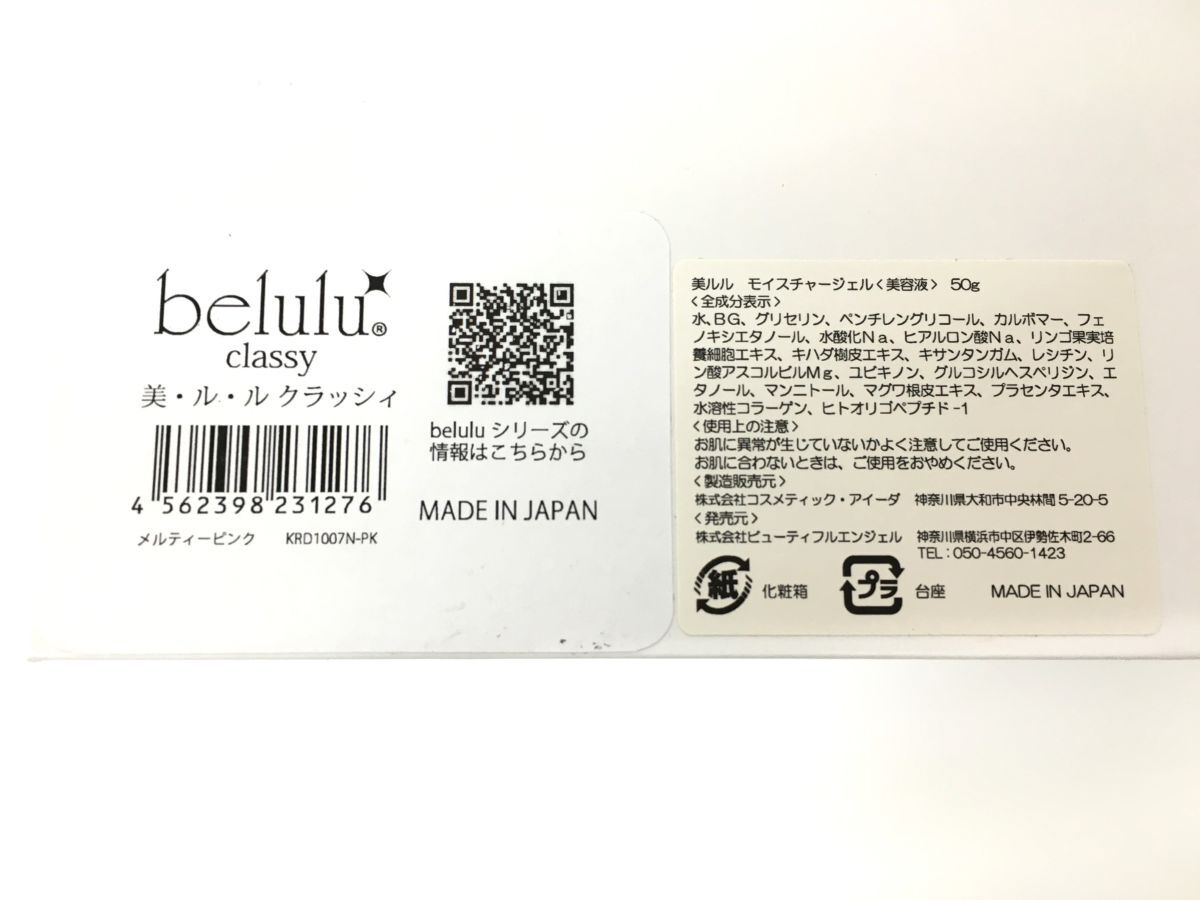 belulu®
classy
美・ル・ル クラッシィ
4 562398 231276
メルティーピンク KRD1007N-PK
belulu シリーズの
情報はこちらから
MADE IN JAPAN
美ルル モイスチャージェル〈美容液〉 50g
〈全成分表示〉
水、BG、グリセリン、ペンチレングリコール、カルボマー、フェ
ノキシエタノール、水酸化Na、ヒアルロン酸Na、リンゴ果実培
養細胞エキス、キハダ樹皮エキス、キサンタンガム、レシチン、リ
ン酸アスコルビルMg、ユビキノン、グルコシルヘスペリジン、エ
タノール、マンニトール、マグワ根皮エキス、プラセンタエキス、
水溶性コラーゲン、ヒトオリゴペプチド-1
〈使用上の注意〉
お肌に異常が生じていないかよく注意してご使用ください。
お肌に合わないときは、ご使用をおやめください。
〈製造販売元〉
株式会社コスメティック・アイーダ 神奈川県大和市中央林間5-20-5
〈発売元〉
株式会社ビューティフルエンジェル 神奈川県横浜市中区伊勢佐木町2-66
TEL:050-4560-1423
紙 化粧箱 プラ 台座 MADE IN JAPAN